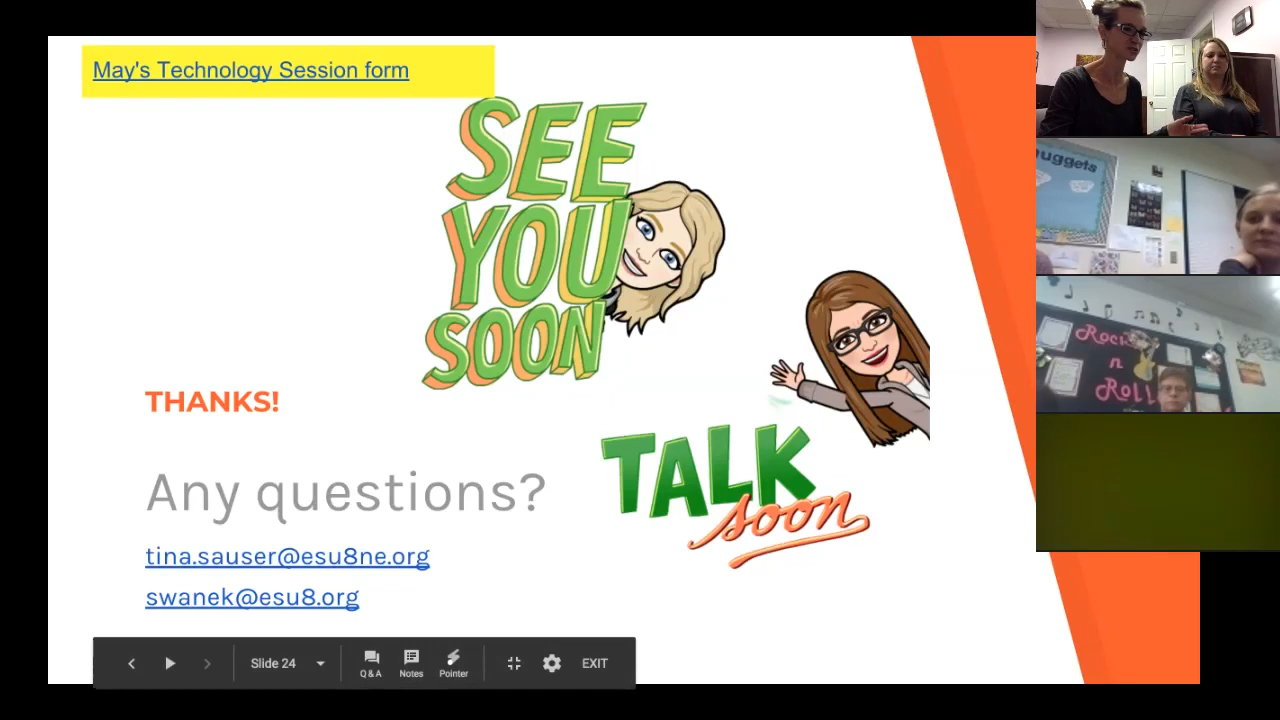 May's Technology Session form
SEE
YOU
SOON
THANKS!
Any questions?
TALK
soon
tina.sauser@esu8ne.org
swanek@esu8.org
Slide 24
Q & A
Notes
Pointer
EXIT
uggets
Rock
n
Roll